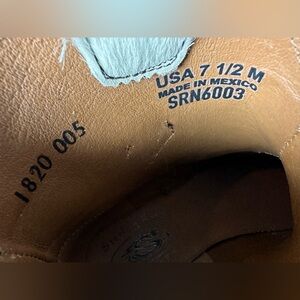 USA 7 1/2 M
MADE IN MEXICO
SRN6003
1820 005